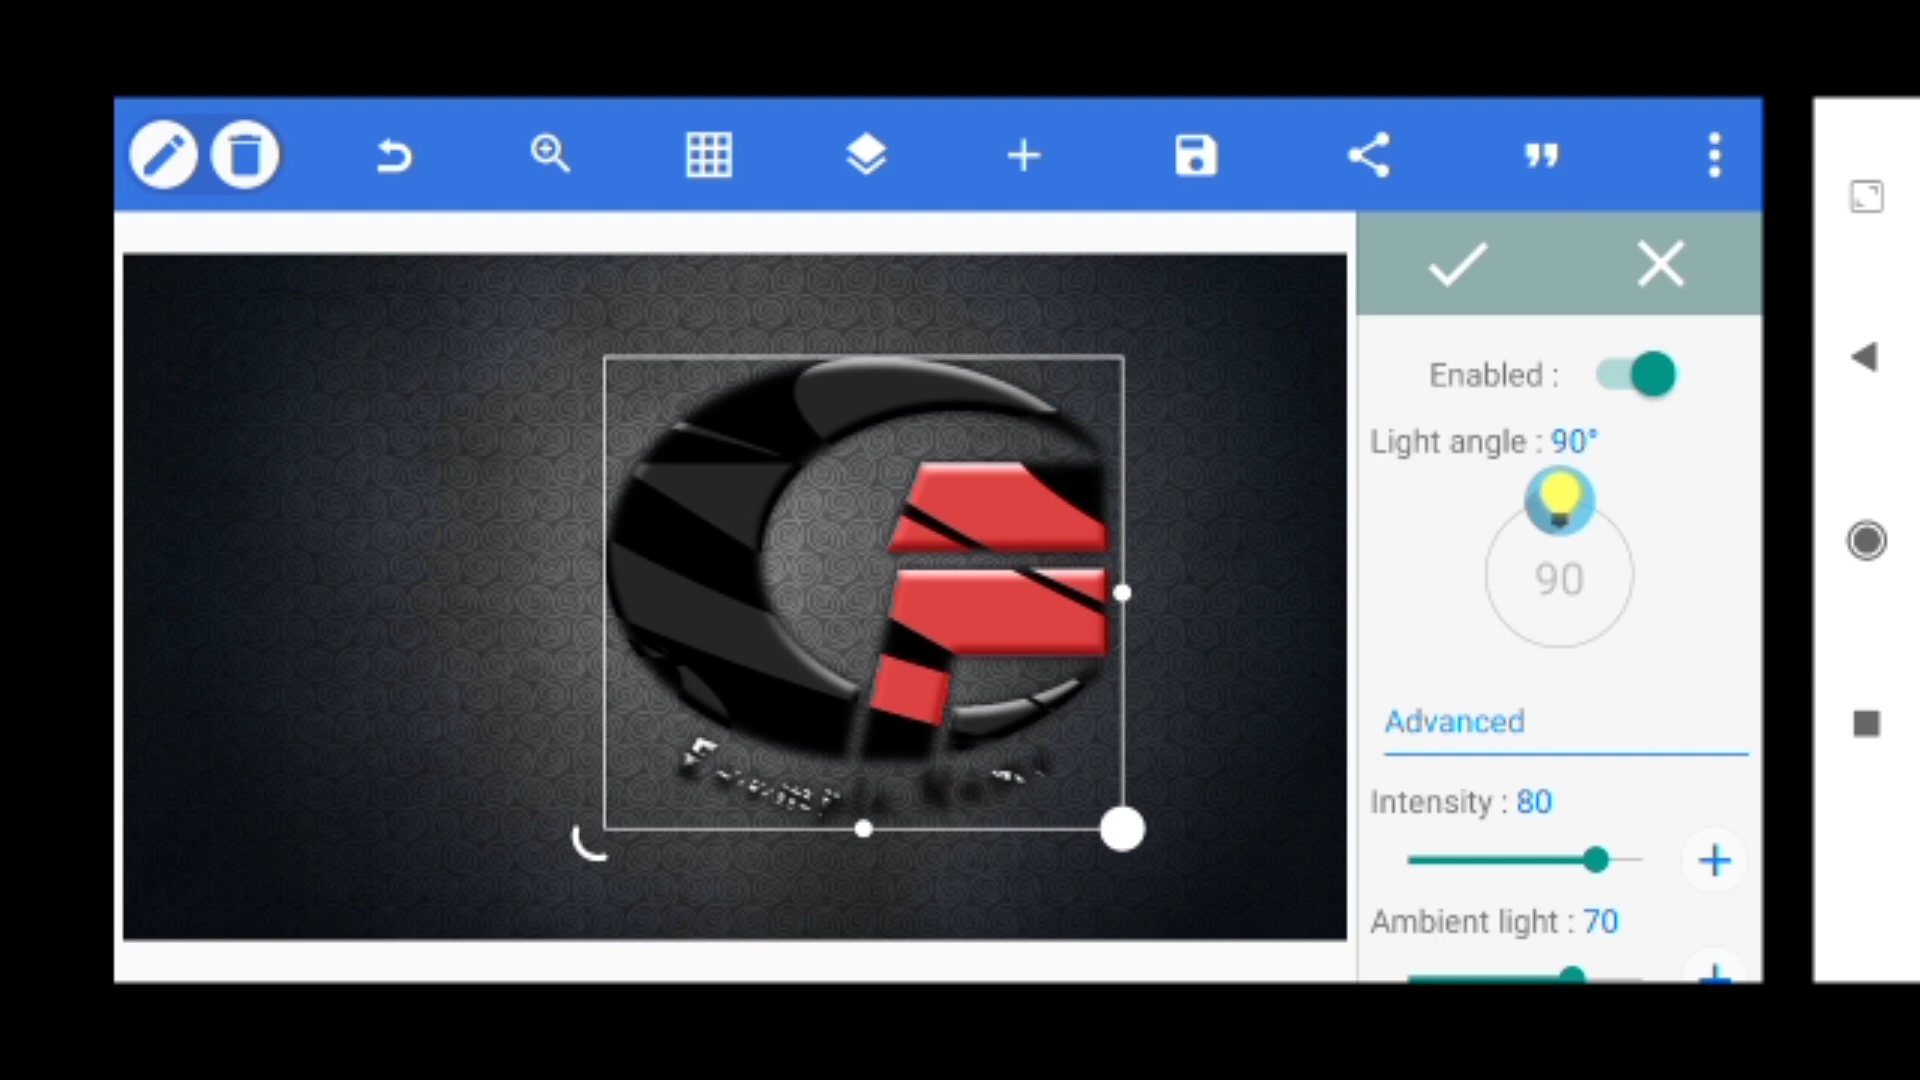 Enabled :
Light angle : 90°
90
Advanced
Intensity : 80
Ambient light : 70